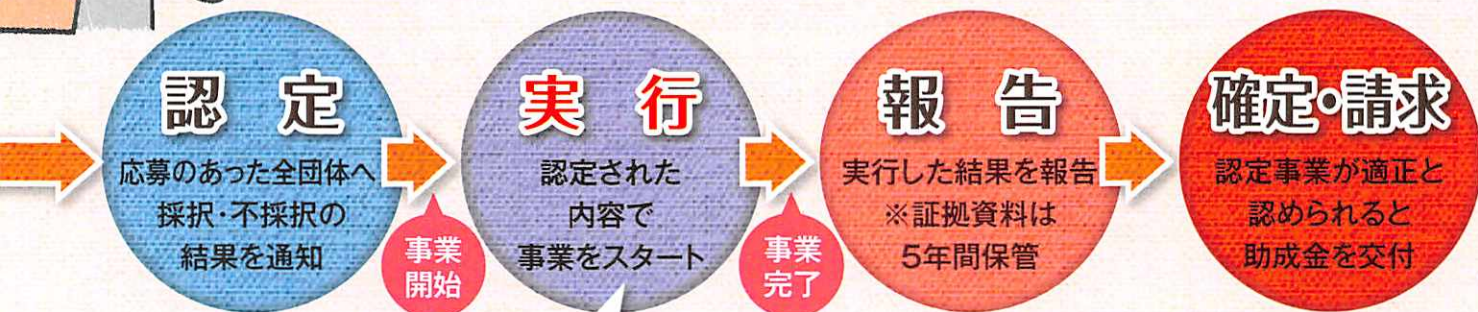 認定
応募のあった全団体へ
採択・不採択の
結果を通知
事業
開始
実行
認定された
内容で
事業をスタート
事業
完了
報告
実行した結果を報告
※証拠資料は
5年間保管
確定・請求
認定事業が適正と
認められると
助成金を交付